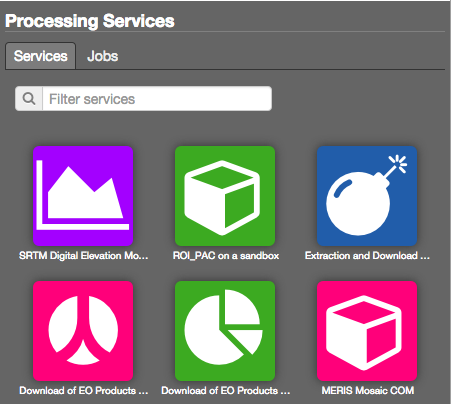 Processing Services
Services Jobs
Filter services
SRTM Digital Elevation Mo... ROI_PAC on a sandbox Extraction and Download ...
Download of EO Products ... Download of EO Products ... MERIS Mosaic COM